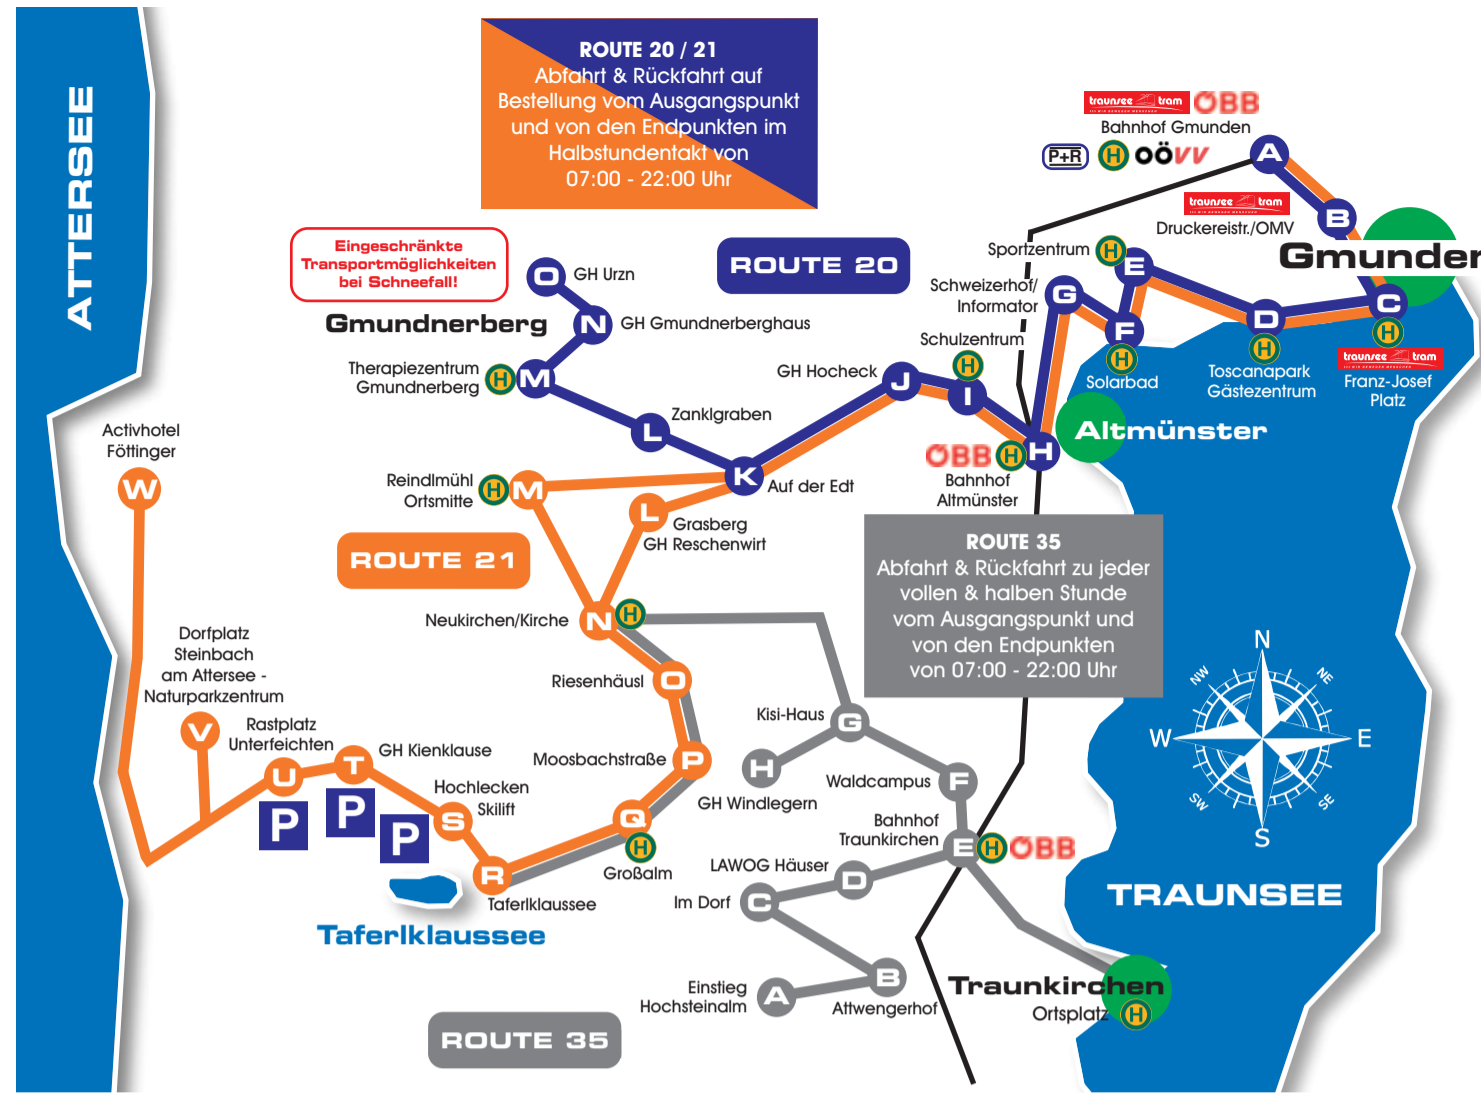 ATTERSEE
ROUTE 20 / 21
Abfahrt & Rückfahrt auf
Bestellung vom Ausgangspunkt
und von den Endpunkten im
Halbstundentakt von
07:00 - 22:00 Uhr
traunsee tram ÖBB
Bahnhof Gmunden
P+R H OÖVV
A
traunsee tram
Druckereistr./OMV
B
Gmunden
Eingeschränkte
Transportmöglichkeiten
bei Schneefall!
ROUTE 20
O
GH Urzn
Gmundnerberg
N
GH Gmundnerberghaus
Therapiezentrum
Gmundnerberg
H
M
Zanklgraben
L
K
Auf der Edt
GH Hocheck
J
Schulzentrum
H
I
Sportzentrum
H
E
Schweizerhof/
Informator
G
F
H
Solarbad
D
H
Toscanapark
Gästezentrum
C
H
traunsee tram
Franz-Josef
Platz
Altmünster
ÖBB H
H
Bahnhof
Altmünster
Activhotel
Föttinger
W
Reindlmühl
Ortsmitte
H
M
L
Grasberg
GH Reschenwirt
ROUTE 21
Neukirchen/Kirche
N
H
ROUTE 35
Abfahrt & Rückfahrt zu jeder
vollen & halben Stunde
vom Ausgangspunkt und
von den Endpunkten
von 07:00 - 22:00 Uhr
Dorfplatz
Steinbach
am Attersee -
Naturparkzentrum
V
Rastplatz
Unterfeichten
U
P
GH Kienklause
T
P
P
Hochlecken
Skilift
S
R
Taferlklaussee
Taferlklaussee
Riesenhäusl
O
Moosbachstraße
P
Q
H
Großalm
Kisi-Haus
G
H
GH Windlegern
Waldcampus
F
Bahnhof
Traunkirchen
E
H ÖBB
LAWOG Häuser
D
Im Dorf
C
B
Attwengerhof
Einstieg
Hochsteinalm
A
Traunkirchen
Ortsplatz
H
ROUTE 35
N
NE
E
SE
S
SW
W
NW
TRAUNSEE